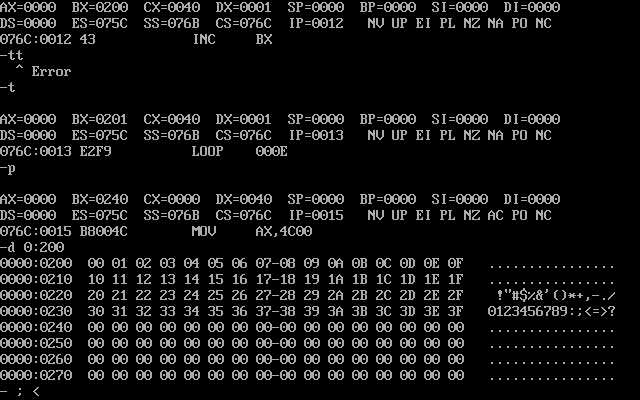 AX=0000 BX=0200 CX=0040 DX=0001 SP=0000 BP=0000 SI=0000 DI=0000
DS=0000 ES=075C SS=076B CS=076C IP=0012 NV UP EI PL NZ NA PO NC
076C:0012 43 INC BX
-tt
^ Error
-t
AX=0000 BX=0201 CX=0040 DX=0001 SP=0000 BP=0000 SI=0000 DI=0000
DS=0000 ES=075C SS=076B CS=076C IP=0013 NV UP EI PL NZ NA PO NC
076C:0013 E2F9 LOOP 000E
-p
AX=0000 BX=0240 CX=0000 DX=0040 SP=0000 BP=0000 SI=0000 DI=0000
DS=0000 ES=075C SS=076B CS=076C IP=0015 NV UP EI PL NZ AC PO NC
076C:0015 B8004C MOV AX,4C00
-d 0:200
0000:0200 00 01 02 03 04 05 06 07-08 09 0A 0B 0C 0D 0E 0F ................
0000:0210 10 11 12 13 14 15 16 17-18 19 1A 1B 1C 1D 1E 1F ................
0000:0220 20 21 22 23 24 25 26 27-28 29 2A 2B 2C 2D 2E 2F !"#$%&'()*+,-./
0000:0230 30 31 32 33 34 35 36 37-38 39 3A 3B 3C 3D 3E 3F 0123456789:;<=>?
0000:0240 00 00 00 00 00 00 00 00-00 00 00 00 00 00 00 00 ................
0000:0250 00 00 00 00 00 00 00 00-00 00 00 00 00 00 00 00 ................
0000:0260 00 00 00 00 00 00 00 00-00 00 00 00 00 00 00 00 ................
0000:0270 00 00 00 00 00 00 00 00-00 00 00 00 00 00 00 00 ................
- ; <